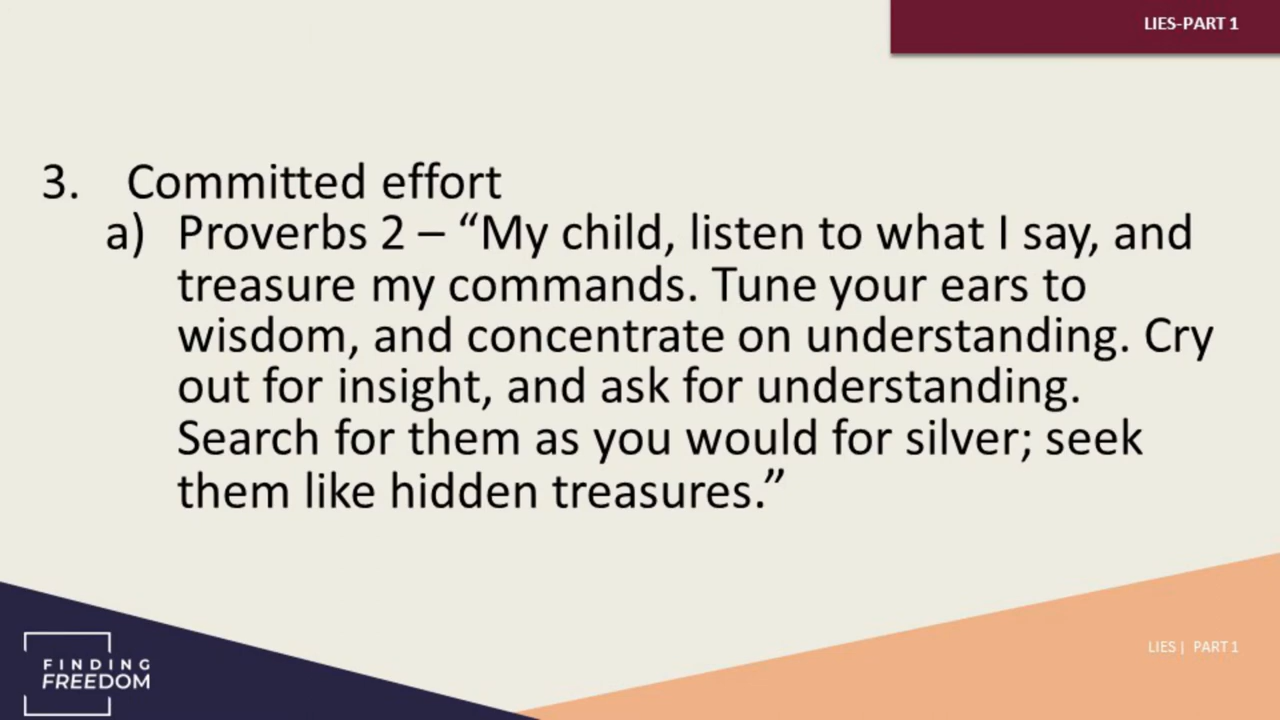 LIES-PART 1
3. Committed effort
a) Proverbs 2 – “My child, listen to what I say, and
treasure my commands. Tune your ears to
wisdom, and concentrate on understanding. Cry
out for insight, and ask for understanding.
Search for them as you would for silver; seek
them like hidden treasures.”
LIES | PART 1
FINDING
FREEDOM